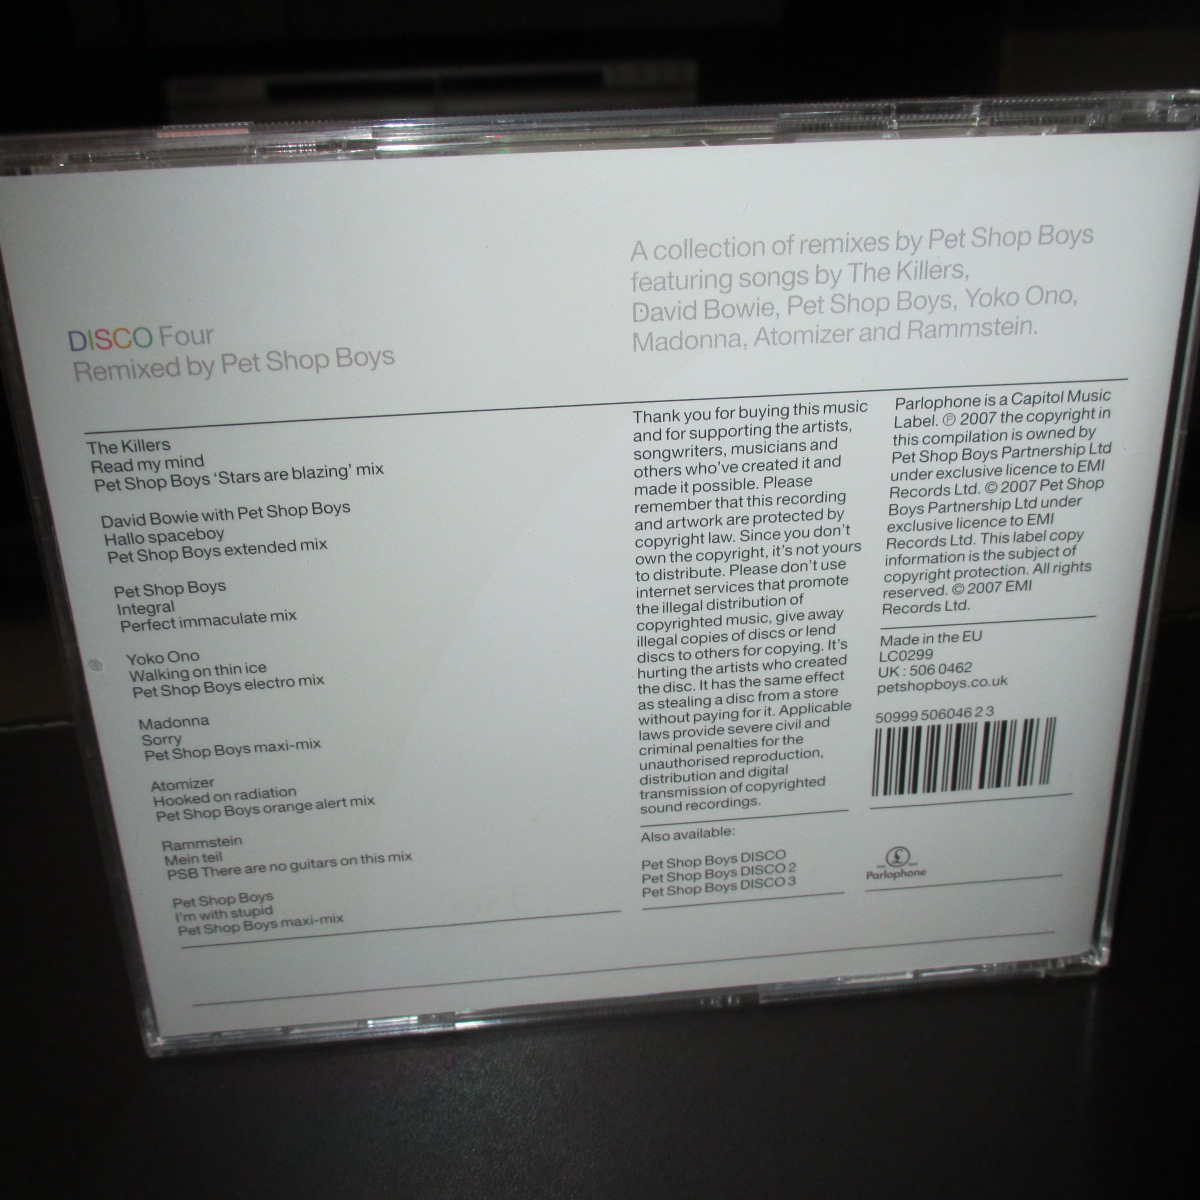 DISCO Four
Remixed by Pet Shop Boys
A collection of remixes by Pet Shop Boys
featuring songs by The Killers,
David Bowie, Pet Shop Boys, Yoko Ono,
Madonna, Atomizer and Rammstein.
The Killers
Read my mind
Pet Shop Boys ‘Stars are blazing’ mix
David Bowie with Pet Shop Boys
Hallo spaceboy
Pet Shop Boys extended mix
Pet Shop Boys
Integral
Perfect immaculate mix
Yoko Ono
Walking on thin ice
Pet Shop Boys electro mix
Madonna
Sorry
Pet Shop Boys maxi-mix
Atomizer
Hooked on radiation
Pet Shop Boys orange alert mix
Rammstein
Mein teil
PSB There are no guitars on this mix
Pet Shop Boys
I'm with stupid
Pet Shop Boys maxi-mix
Thank you for buying this music
and for supporting the artists,
songwriters, musicians and
others who've created it and
made it possible. Please
remember that this recording
and artwork are protected by
copyright law. Since you don't
own the copyright, it's not yours
to distribute. Please don't use
internet services that promote
the illegal distribution of
copyrighted music, give away
illegal copies of discs or lend
discs to others for copying. It's
hurting the artists who created
the disc. It has the same effect
as stealing a disc from a store
without paying for it. Applicable
laws provide severe civil and
criminal penalties for the
unauthorised reproduction,
distribution and digital
transmission of copyrighted
sound recordings.
Also available:
Pet Shop Boys DISCO
Pet Shop Boys DISCO 2
Pet Shop Boys DISCO 3
Parlophone is a Capitol Music
Label. ℗ 2007 the copyright in
this compilation is owned by
Pet Shop Boys Partnership Ltd
under exclusive licence to EMI
Records Ltd. © 2007 Pet Shop
Boys Partnership Ltd under
exclusive licence to EMI
Records Ltd. This label copy
information is the subject of
copyright protection. All rights
reserved. © 2007 EMI
Records Ltd.
Made in the EU
LC0299
UK : 506 0462
petshopboys.co.uk
50999 506046 2 3
£
Parlophone